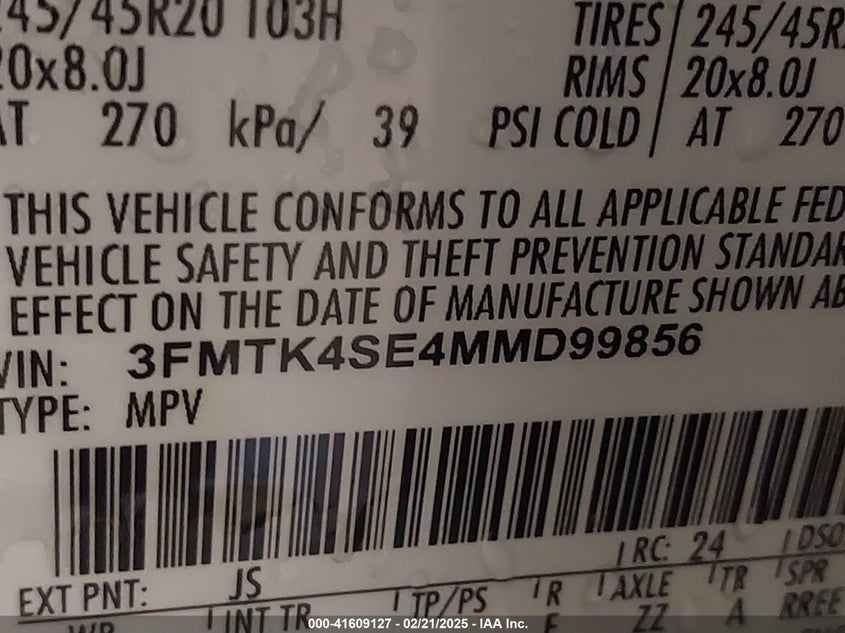 245/45R20 103H TIRES 245/45R
20x8.0J RIMS 20x8.0J
AT 270 kPa/ 39 PSI COLD AT 270
THIS VEHICLE CONFORMS TO ALL APPLICABLE FED
VEHICLE SAFETY AND THEFT PREVENTION STANDAR
EFFECT ON THE DATE OF MANUFACTURE SHOWN AB
VIN: 3FMTK4SE4MMD99856
TYPE: MPV
RC: 24 DSO
EXT PNT: JS
WB INT TR TP/PS R AXLE TR SPR
F ZZ A RREE
000-41609127 - 02/21/2025 - IAA Inc.